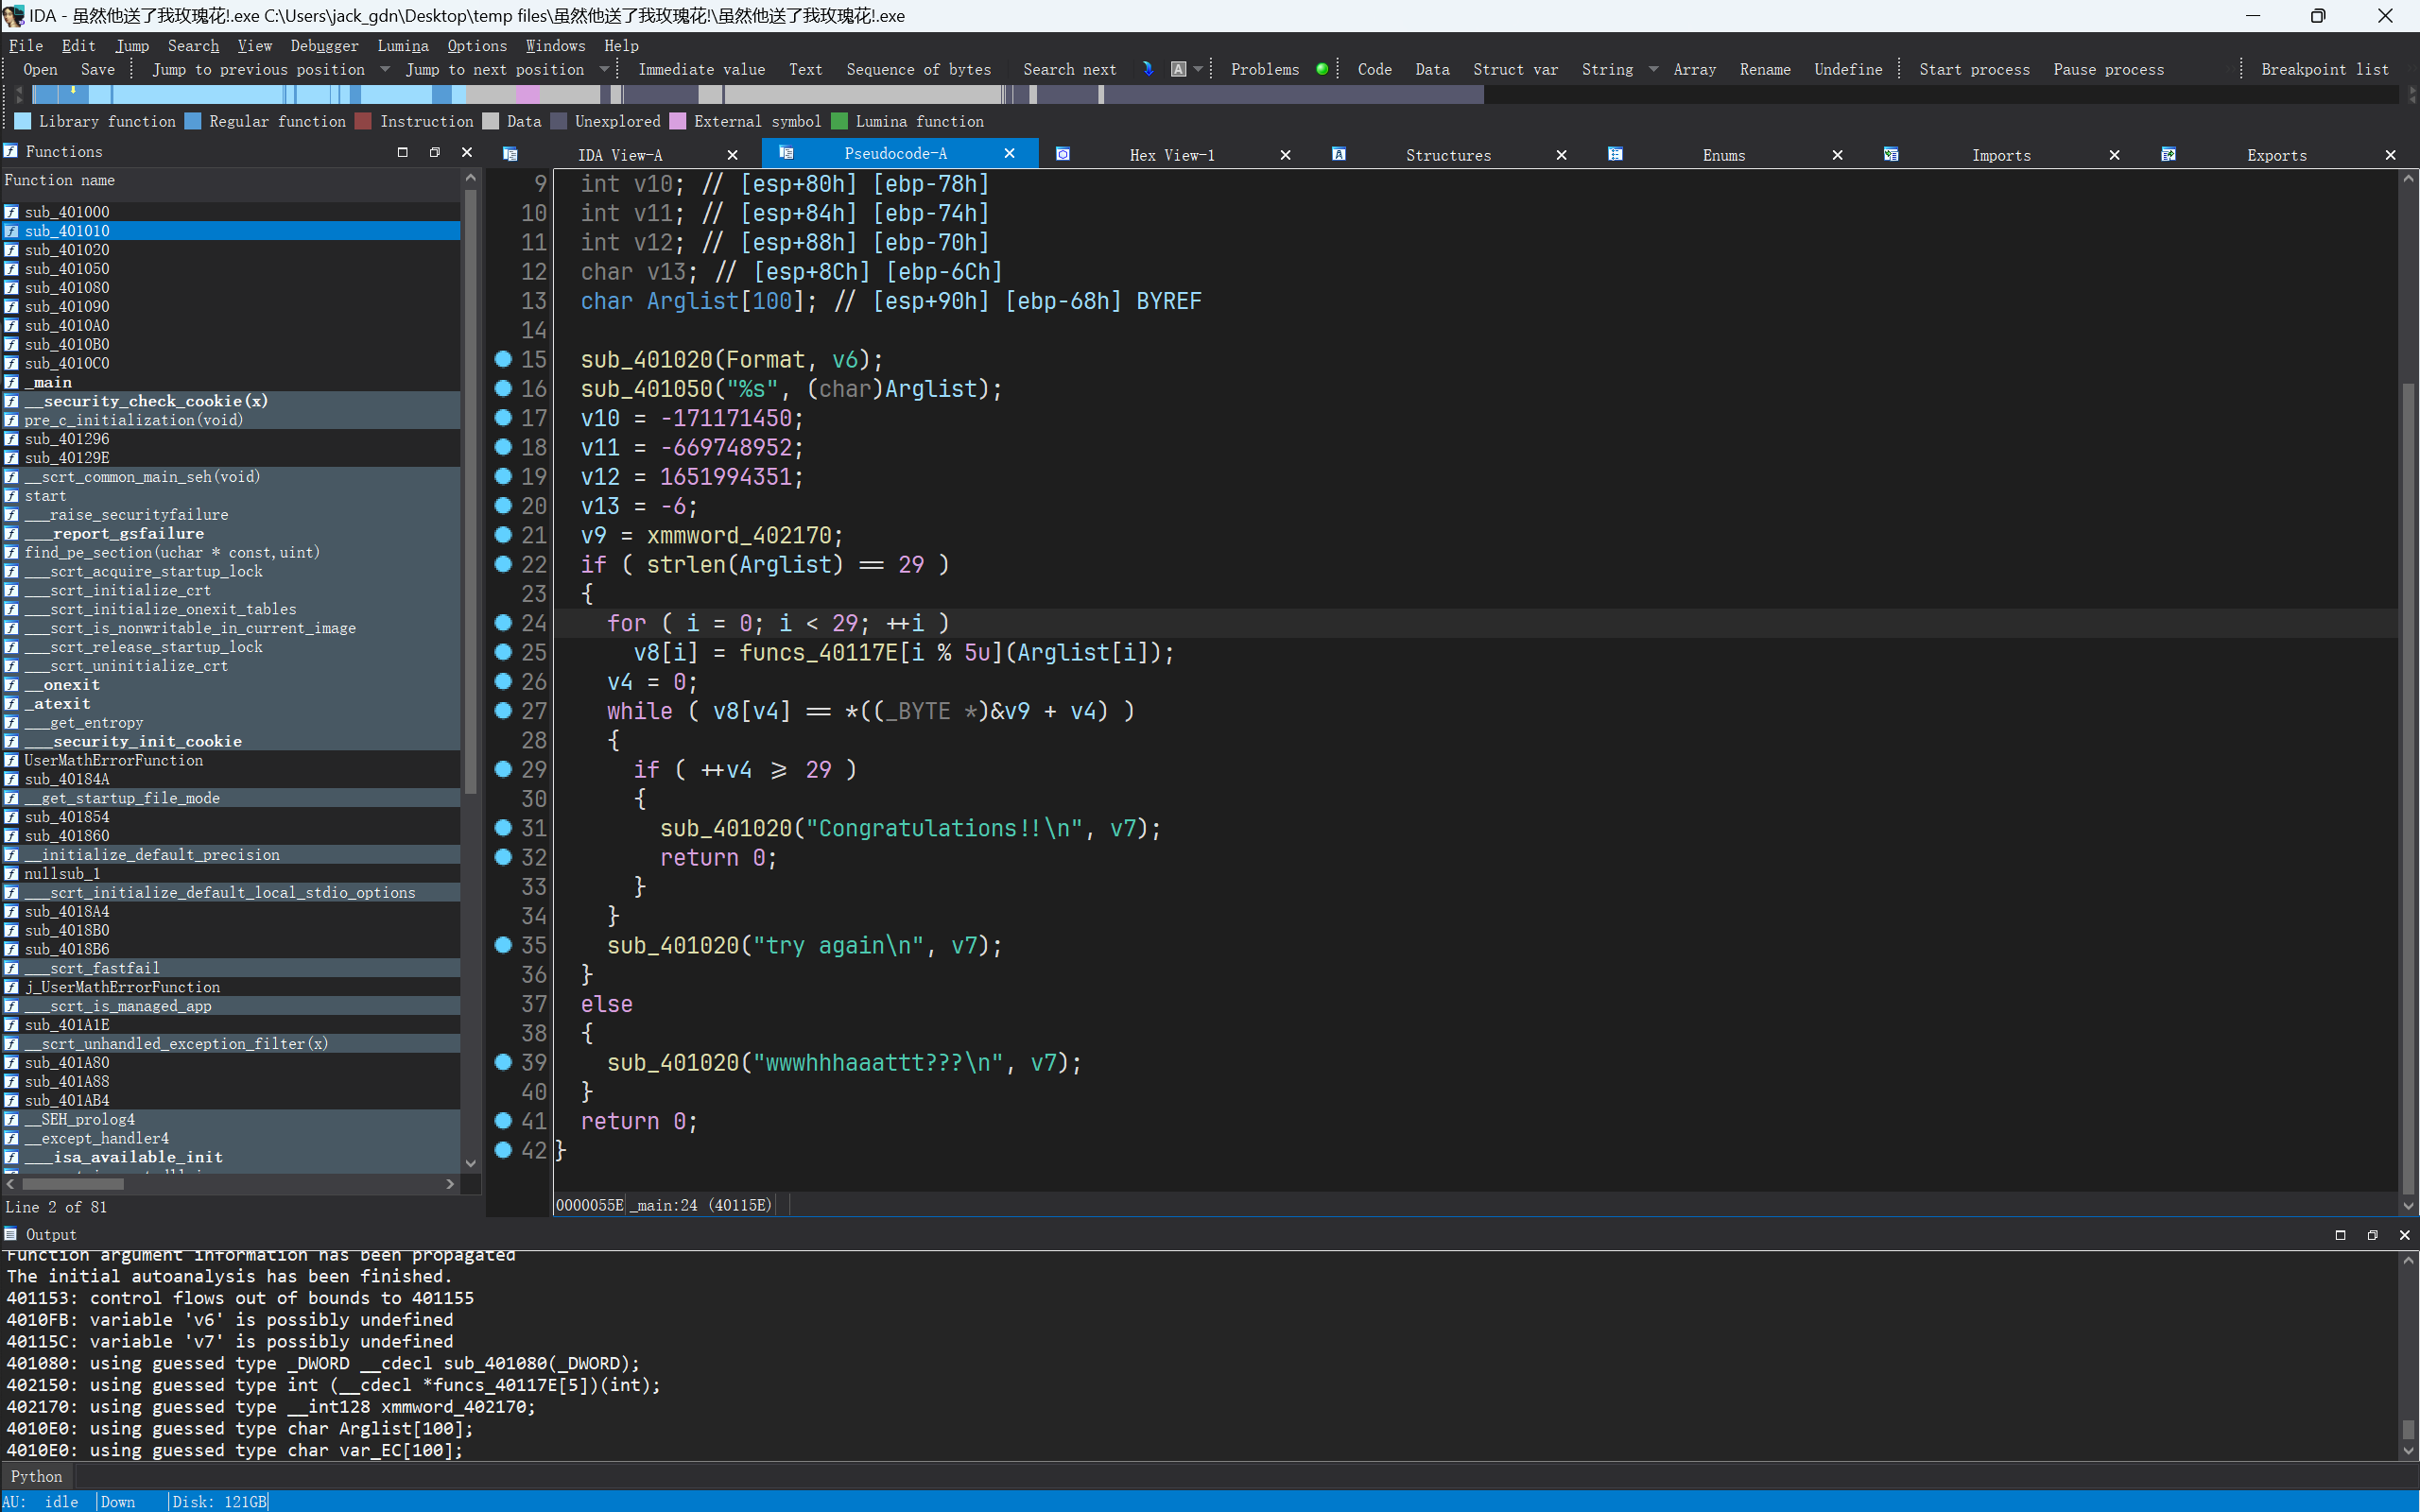 IDA - 虽然他送了我玫瑰花!.exe C:\Users\jack_gdn\Desktop\temp files\虽然他送了我玫瑰花!\虽然他送了我玫瑰花!.exe
File Edit Jump Search View Debugger Lumina Options Windows Help
Open Save Jump to previous position Jump to next position Immediate value Text Sequence of bytes Search next A Problems Code Data Struct var String Array Rename Undefine Start process Pause process Breakpoint list
Library function Regular function Instruction Data Unexplored External symbol Lumina function
Functions
Function name
sub_401000
sub_401010
sub_401020
sub_401050
sub_401080
sub_401090
sub_4010A0
sub_4010B0
sub_4010C0
_main
__security_check_cookie(x)
pre_c_initialization(void)
sub_401296
sub_40129E
__scrt_common_main_seh(void)
start
___raise_securityfailure
___report_gsfailure
find_pe_section(uchar * const,uint)
___scrt_acquire_startup_lock
___scrt_initialize_crt
___scrt_initialize_onexit_tables
___scrt_is_nonwritable_in_current_image
___scrt_release_startup_lock
___scrt_uninitialize_crt
__onexit
_atexit
___get_entropy
___security_init_cookie
UserMathErrorFunction
sub_40184A
__get_startup_file_mode
sub_401854
sub_401860
__initialize_default_precision
nullsub_1
___scrt_initialize_default_local_stdio_options
sub_4018A4
sub_4018B0
sub_4018B6
___scrt_fastfail
j_UserMathErrorFunction
___scrt_is_managed_app
sub_401A1E
__scrt_unhandled_exception_filter(x)
sub_401A80
sub_401A88
sub_401AB4
__SEH_prolog4
__except_handler4
___isa_available_init
Line 2 of 81
IDA View-A Pseudocode-A Hex View-1 Structures Enums Imports Exports
9 int v10; // [esp+80h] [ebp-78h]
10 int v11; // [esp+84h] [ebp-74h]
11 int v12; // [esp+88h] [ebp-70h]
12 char v13; // [esp+8Ch] [ebp-6Ch]
13 char Arglist[100]; // [esp+90h] [ebp-68h] BYREF
14
15 sub_401020(Format, v6);
16 sub_401050("%s", (char)Arglist);
17 v10 = -171171450;
18 v11 = -669748952;
19 v12 = 1651994351;
20 v13 = -6;
21 v9 = xmmword_402170;
22 if ( strlen(Arglist) == 29 )
23 {
24 for ( i = 0; i < 29; ++i )
25 v8[i] = funcs_40117E[i % 5u](Arglist[i]);
26 v4 = 0;
27 while ( v8[v4] == *((_BYTE *)&v9 + v4) )
28 {
29 if ( ++v4 >= 29 )
30 {
31 sub_401020("Congratulations!!\n", v7);
32 return 0;
33 }
34 }
35 sub_401020("try again\n", v7);
36 }
37 else
38 {
39 sub_401020("wwwhhhaaattt???\n", v7);
40 }
41 return 0;
42 }
0000055E _main:24 (40115E)
Output
Function argument information has been propagated
The initial autoanalysis has been finished.
401153: control flows out of bounds to 401155
4010FB: variable 'v6' is possibly undefined
40115C: variable 'v7' is possibly undefined
401080: using guessed type _DWORD __cdecl sub_401080(_DWORD);
402150: using guessed type int (__cdecl *funcs_40117E[5])(int);
402170: using guessed type __int128 xmmword_402170;
4010E0: using guessed type char Arglist[100];
4010E0: using guessed type char var_EC[100];
Python
AU: idle Down Disk: 121GB